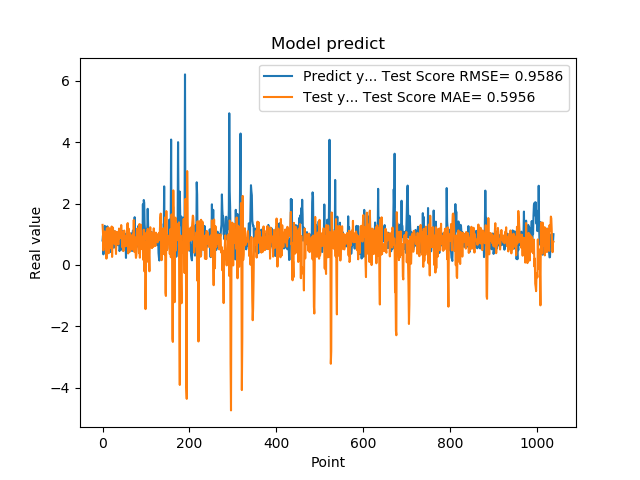 Model predict
Predict y... Test Score RMSE= 0.9586
Test y... Test Score MAE= 0.5956
Real value
6
4
2
0
−2
−4
0 200 400 600 800 1000
Point